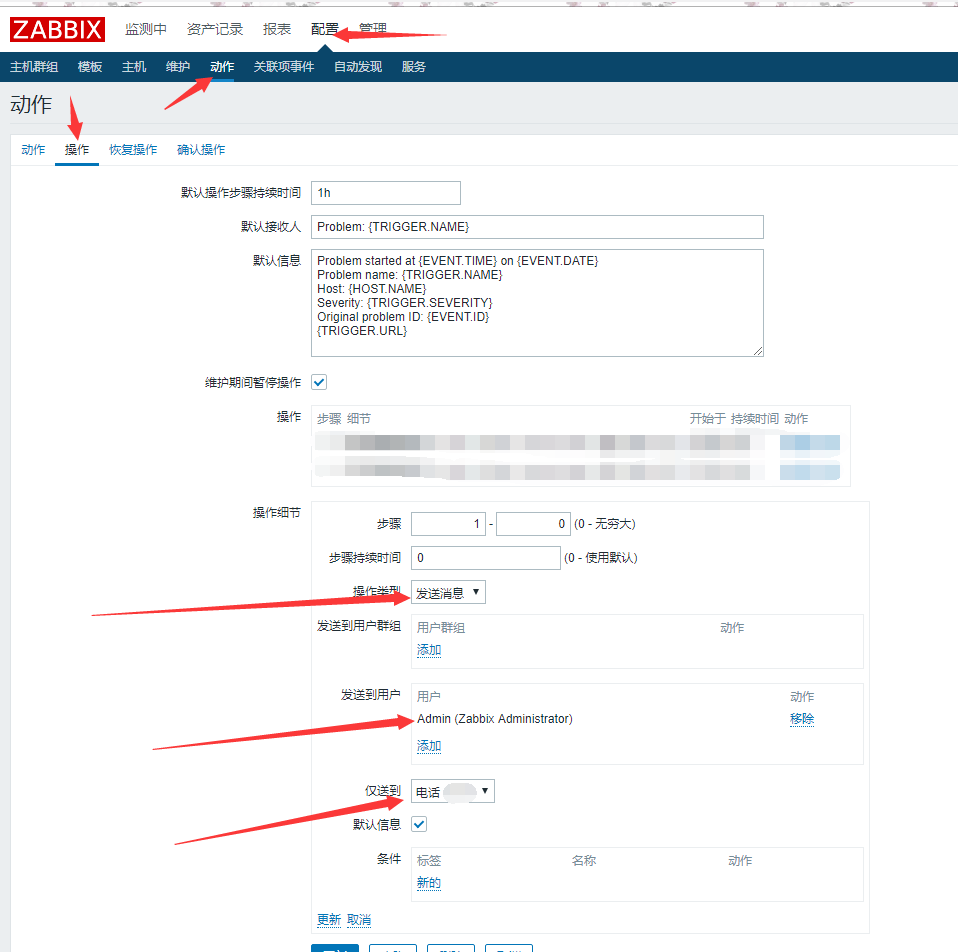 ZABBIX 监测中 资产记录 报表 配置 管理
主机群组 模板 主机 维护 动作 关联项事件 自动发现 服务
动作
动作 操作 恢复操作 确认操作
默认操作步骤持续时间 1h
默认接收人 Problem: {TRIGGER.NAME}
默认信息 Problem started at {EVENT.TIME} on {EVENT.DATE}
Problem name: {TRIGGER.NAME}
Host: {HOST.NAME}
Severity: {TRIGGER.SEVERITY}
Original problem ID: {EVENT.ID}
{TRIGGER.URL}
维护期间暂停操作
操作 步骤 细节 开始于 持续时间 动作
操作细节
步骤 1 - 0 (0 - 无穷大)
步骤持续时间 0 (0 - 使用默认)
操作类型 发送消息
发送到用户群组 用户群组 动作
添加
发送到用户 用户 动作
Admin (Zabbix Administrator) 移除
添加
仅送到 电话
默认信息
条件 标签 名称 动作
新的
更新 取消